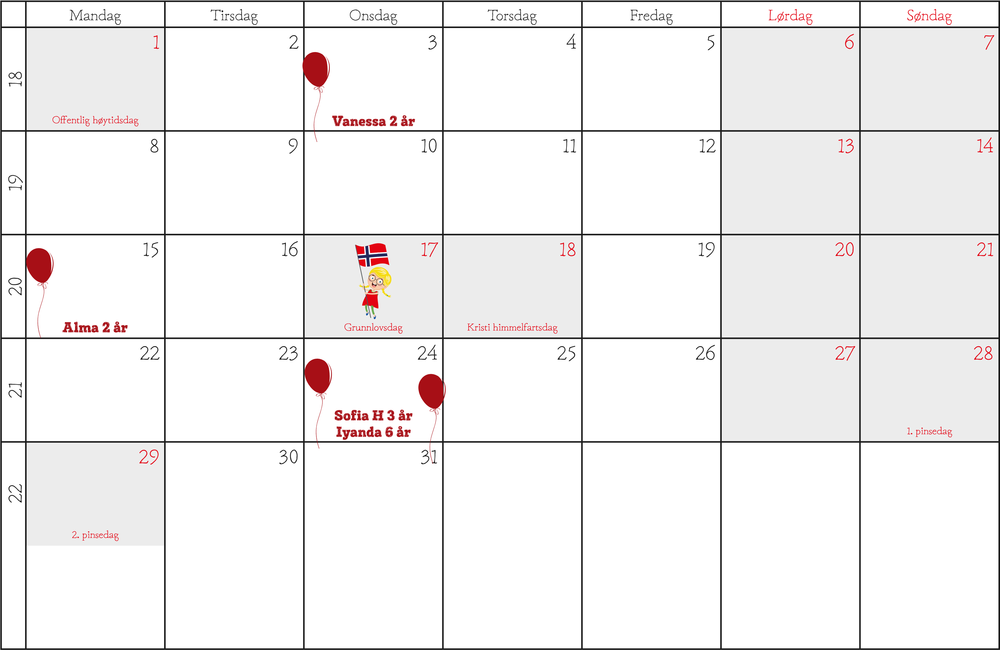 Mandag Tirsdag Onsdag Torsdag Fredag Lørdag Søndag
18 1 2 3 4 5 6 7
Offentlig høytidsdag Vanessa 2 år
19 8 9 10 11 12 13 14
20 15 16 17 18 19 20 21
Alma 2 år Grunnlovsdag Kristi himmelfartsdag
21 22 23 24 25 26 27 28
Sofia H 3 år
Iyanda 6 år 1. pinsedag
22 29 30 31
2. pinsedag